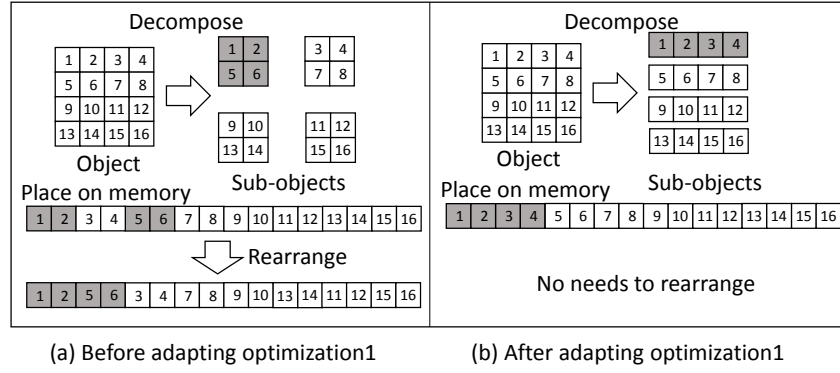 Decompose
1 2 3 4
5 6 7 8
9 10 11 12
13 14 15 16
Object
1 2
5 6
3 4
7 8
9 10
13 14
11 12
15 16
Sub-objects
Place on memory
1 2 3 4 5 6 7 8 9 10 11 12 13 14 15 16
Rearrange
1 2 5 6 3 4 7 8 9 10 13 14 11 12 15 16
(a) Before adapting optimization1
Decompose
1 2 3 4
5 6 7 8
9 10 11 12
13 14 15 16
Object
1 2 3 4
5 6 7 8
9 10 11 12
13 14 15 16
Sub-objects
Place on memory
1 2 3 4 5 6 7 8 9 10 11 12 13 14 15 16
No needs to rearrange
(b) After adapting optimization1